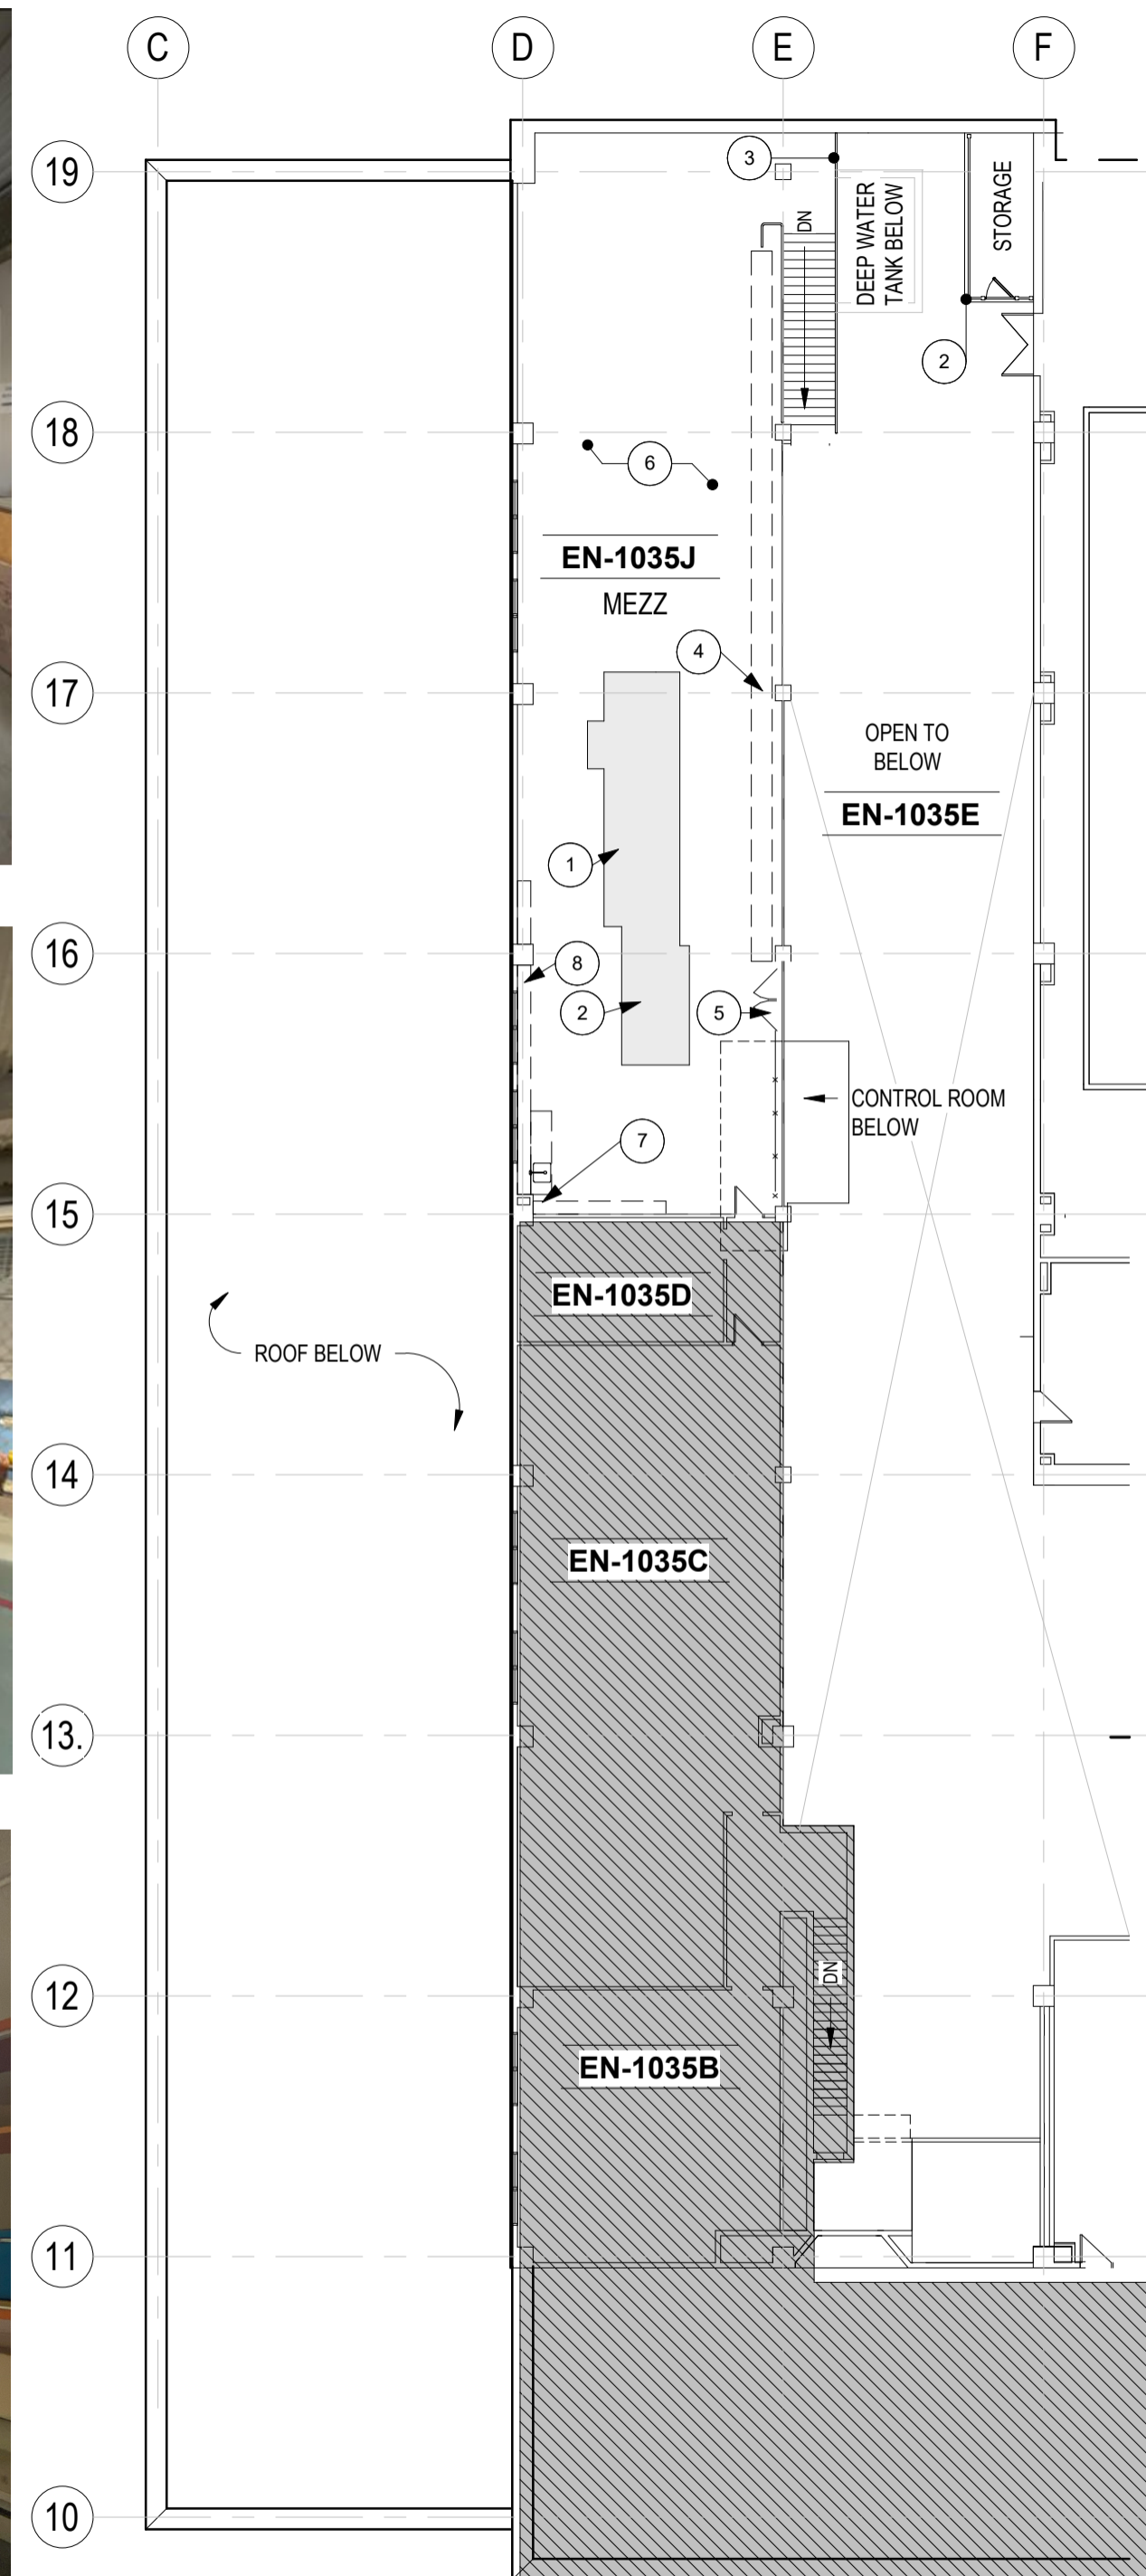 C
D
E
F
19
3
DN
DEEP WATER
TANK BELOW
STORAGE
2
18
6
EN-1035J
MEZZ
4
17
OPEN TO
BELOW
EN-1035E
1
16
8
2
5
CONTROL ROOM
BELOW
7
15
EN-1035D
ROOF BELOW
14
EN-1035C
13.
DN
12
EN-1035B
11
10